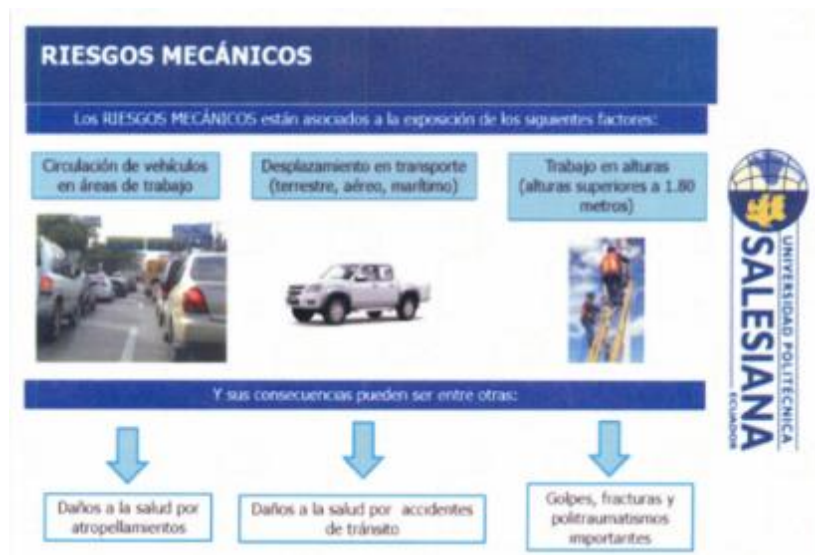 RIESGOS MECÁNICOS
Los RIESGOS MECÁNICOS están asociados a la exposición de los siguientes factores:
Circulación de vehículos
en áreas de trabajo
Desplazamiento en transporte
(terrestre, aéreo, marítimo)
Trabajo en alturas
(alturas superiores a 1.80
metros)
Y sus consecuencias pueden ser entre otras:
Daños a la salud por
atropellamientos
Daños a la salud por accidentes
de tránsito
Golpes, fracturas y
politraumatismos
importantes
UNIVERSIDAD POLITÉCNICA
SALESIANA
ECUADOR